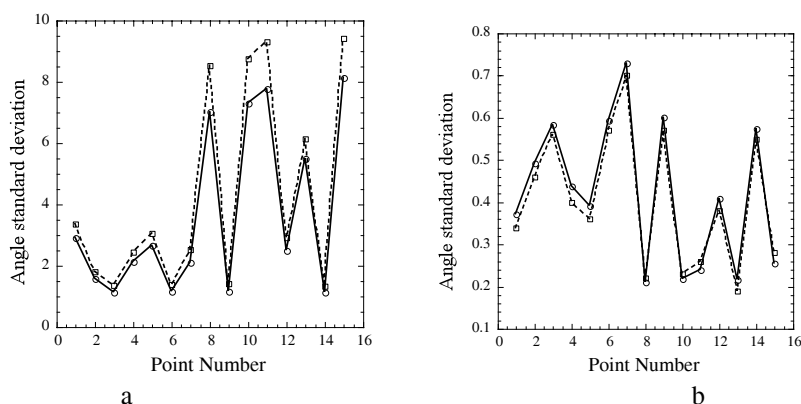 10
8
6
4
2
0
Angle standard deviation
0 2 4 6 8 10 12 14 16
Point Number
a
0.8
0.7
0.6
0.5
0.4
0.3
0.2
0.1
Angle standard deviation
0 2 4 6 8 10 12 14 16
Point Number
b